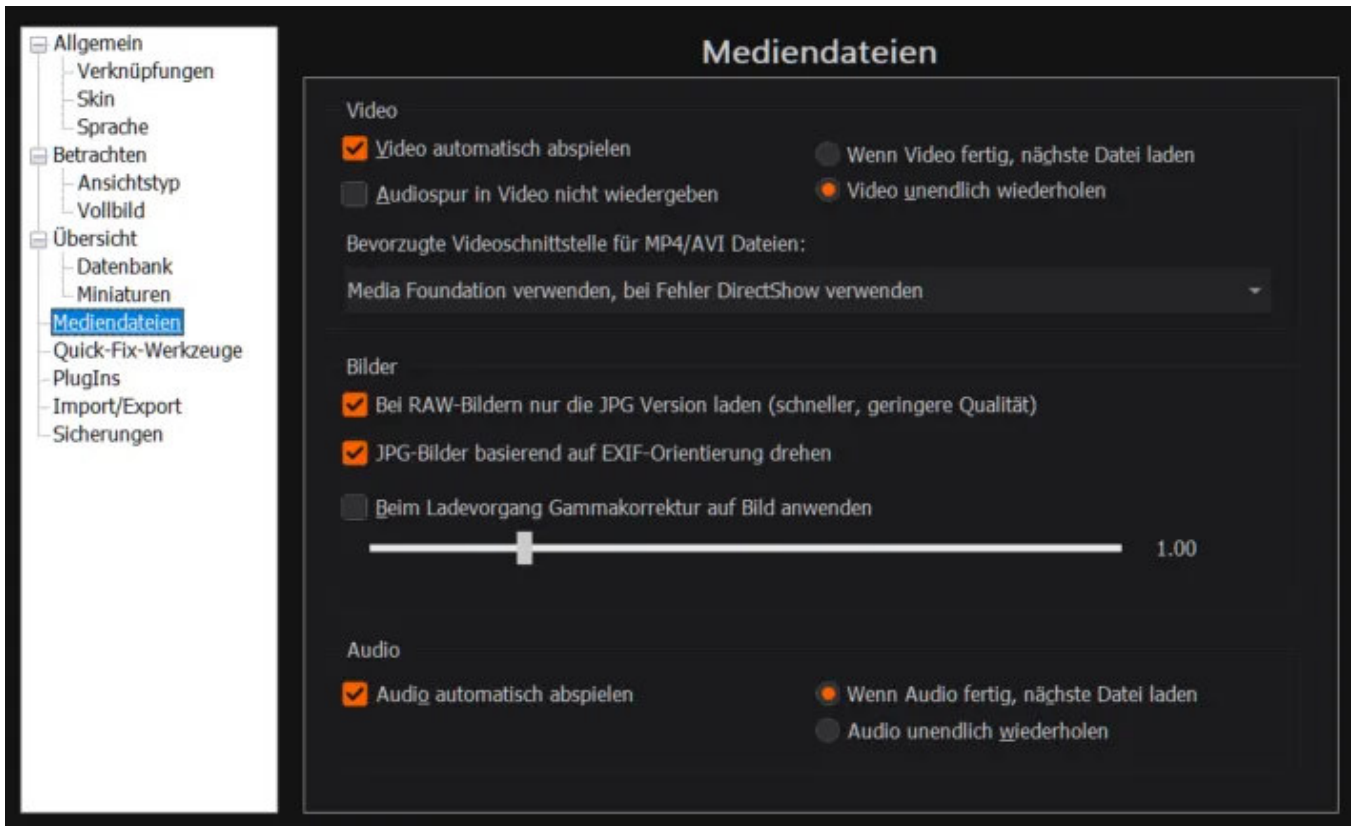 Allgemein
Verknüpfungen
Skin
Sprache
Betrachten
Ansichtstyp
Vollbild
Übersicht
Datenbank
Miniaturen
Mediendateien
Quick-Fix-Werkzeuge
PlugIns
Import/Export
Sicherungen
Mediendateien
Video
Video automatisch abspielen
Wenn Video fertig, nächste Datei laden
Audiospur in Video nicht wiedergeben
Video unendlich wiederholen
Bevorzugte Videoschnittstelle für MP4/AVI Dateien:
Media Foundation verwenden, bei Fehler DirectShow verwenden
Bilder
Bei RAW-Bildern nur die JPG Version laden (schneller, geringere Qualität)
JPG-Bilder basierend auf EXIF-Orientierung drehen
Beim Ladevorgang Gammakorrektur auf Bild anwenden
1.00
Audio
Audio automatisch abspielen
Wenn Audio fertig, nächste Datei laden
Audio unendlich wiederholen